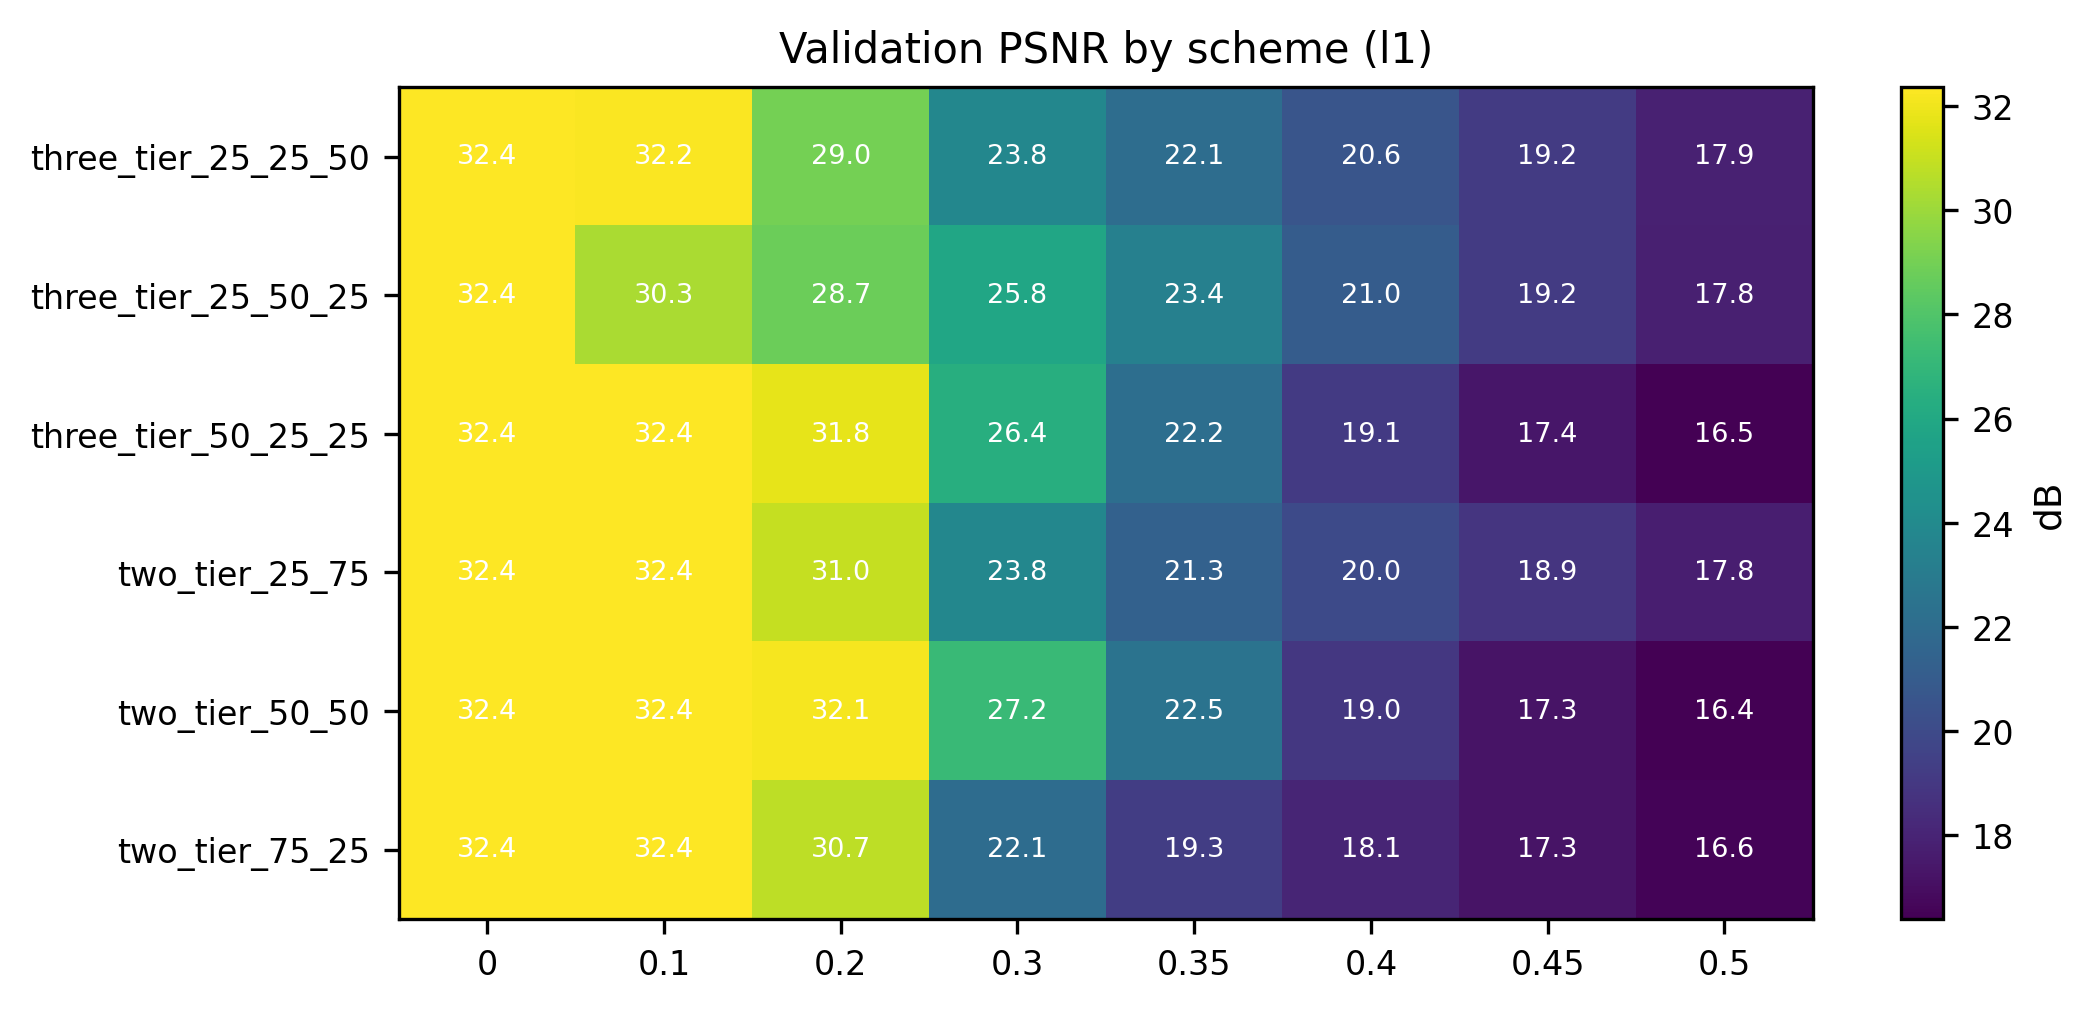 Validation PSNR by scheme (l1)
three_tier_25_25_50 32.4 32.2 29.0 23.8 22.1 20.6 19.2 17.9
three_tier_25_50_25 32.4 30.3 28.7 25.8 23.4 21.0 19.2 17.8
three_tier_50_25_25 32.4 32.4 31.8 26.4 22.2 19.1 17.4 16.5
two_tier_25_75 32.4 32.4 31.0 23.8 21.3 20.0 18.9 17.8
two_tier_50_50 32.4 32.4 32.1 27.2 22.5 19.0 17.3 16.4
two_tier_75_25 32.4 32.4 30.7 22.1 19.3 18.1 17.3 16.6
0 0.1 0.2 0.3 0.35 0.4 0.45 0.5
32
30
28
26
24
22
20
18
dB